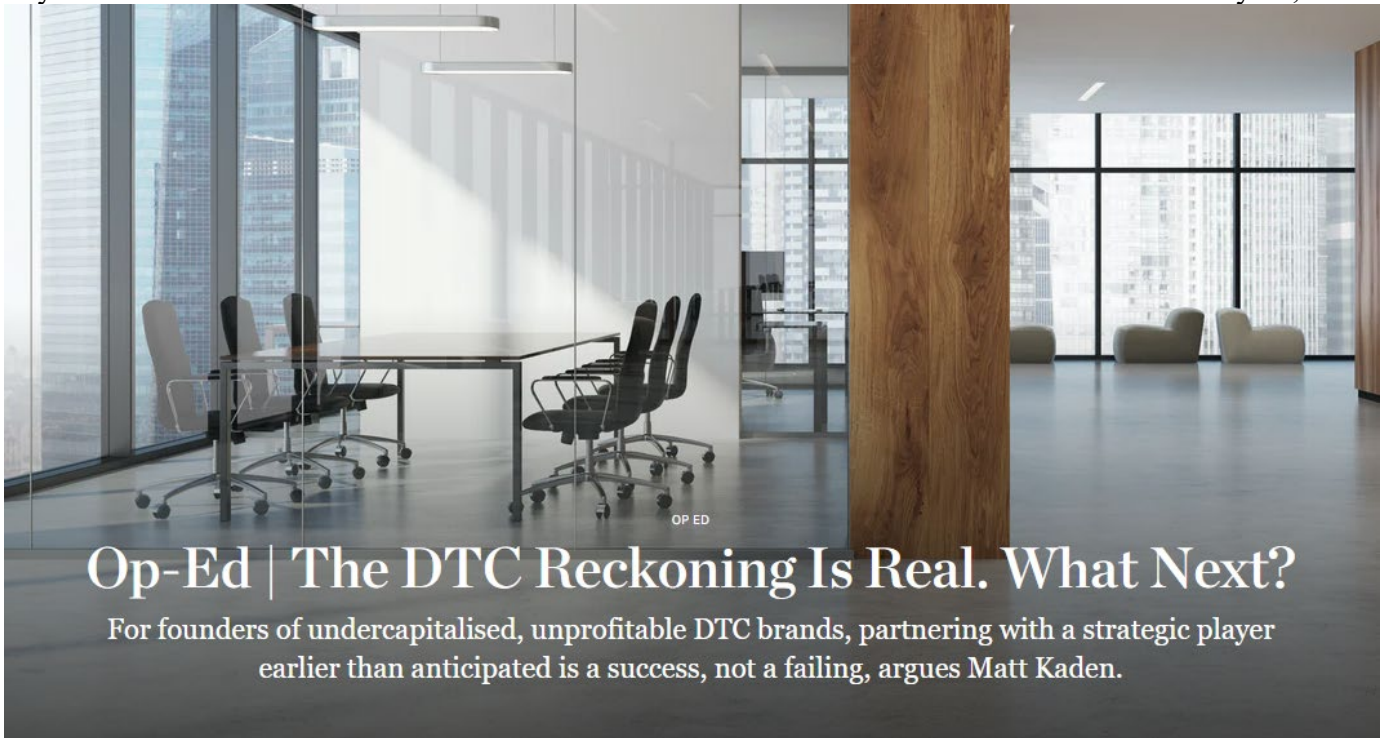 OP ED
Op-Ed | The DTC Reckoning Is Real. What Next?
For founders of undercapitalised, unprofitable DTC brands, partnering with a strategic player
earlier than anticipated is a success, not a failing, argues Matt Kaden.